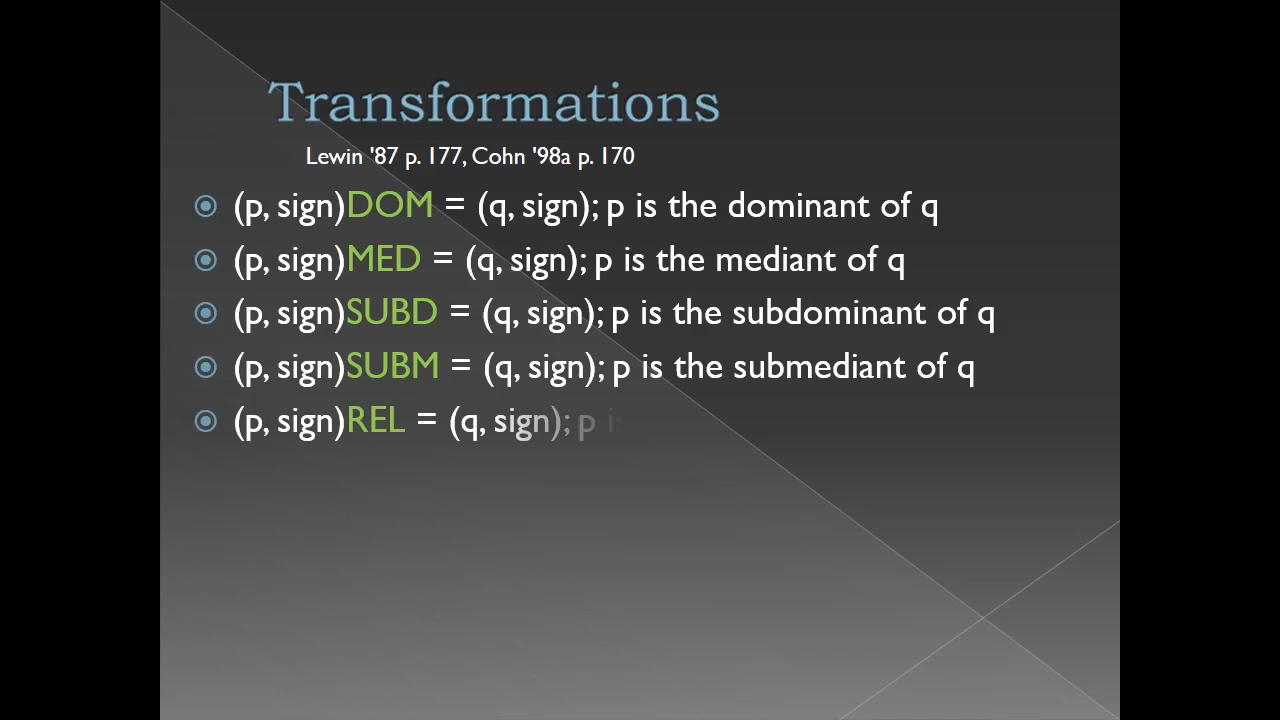 Transformations
Lewin '87 p. 177, Cohn '98a p. 170
(p, sign)DOM = (q, sign); p is the dominant of q
(p, sign)MED = (q, sign); p is the mediant of q
(p, sign)SUBD = (q, sign); p is the subdominant of q
(p, sign)SUBM = (q, sign); p is the submediant of q
(p, sign)REL = (q, sign); p is